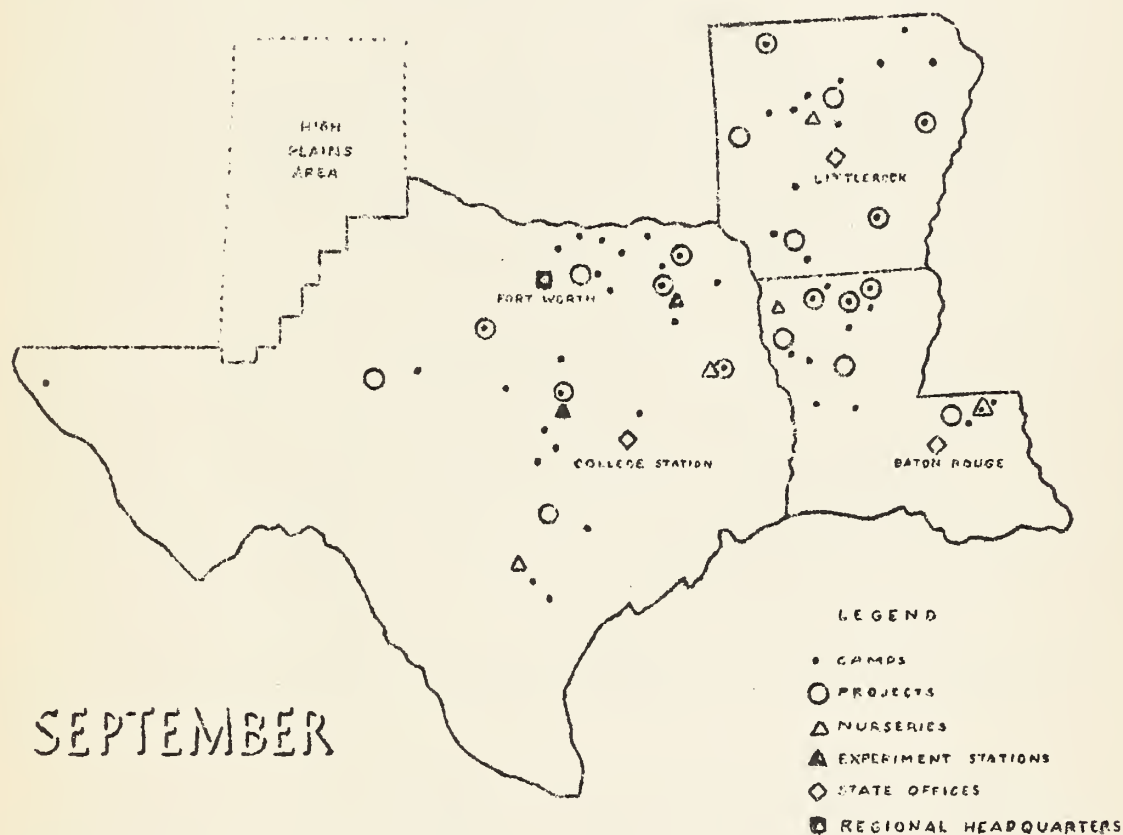 HIGH
PLAINS
AREA
LITTLEROCK
FORT WORTH
COLLEGE STATION
BATON ROUGE
LEGEND
CAMPS
PROJECTS
NURSERIES
EXPERIMENT STATIONS
STATE OFFICES
REGIONAL HEADQUARTERS
SEPTEMBER